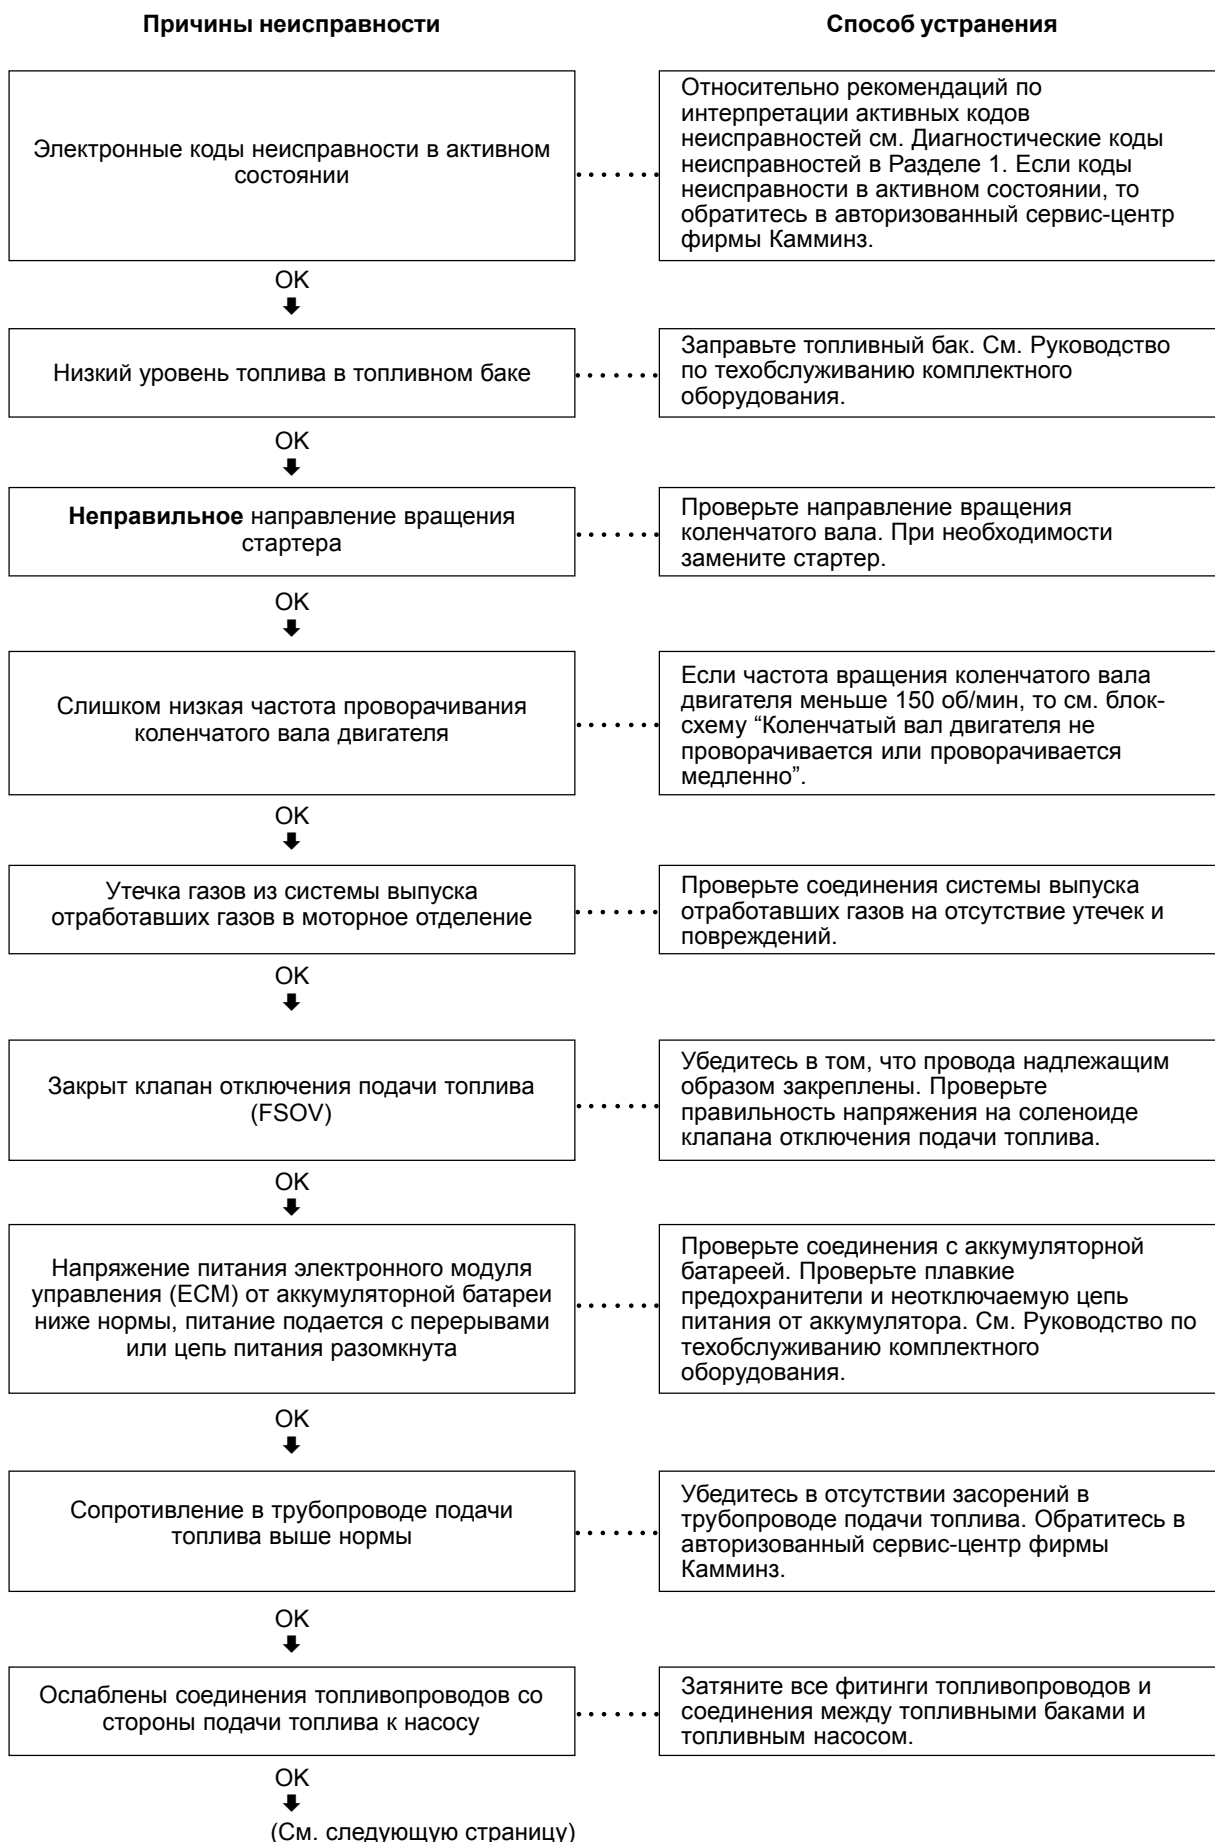 Причины неисправности
Способ устранения
Электронные коды неисправности в активном
состоянии
Относительно рекомендаций по
интерпретации активных кодов
неисправностей см. Диагностические коды
неисправностей в Разделе 1. Если коды
неисправности в активном состоянии, то
обратитесь в авторизованный сервис-центр
фирмы Камминз.
OK
Низкий уровень топлива в топливном баке
Заправьте топливный бак. См. Руководство
по техобслуживанию комплектного
оборудования.
OK
Неправильное направление вращения
стартера
Проверьте направление вращения
коленчатого вала. При необходимости
замените стартер.
OK
Слишком низкая частота проворачивания
коленчатого вала двигателя
Если частота вращения коленчатого вала
двигателя меньше 150 об/мин, то см. блок-
схему “Коленчатый вал двигателя не
проворачивается или проворачивается
медленно”.
OK
Утечка газов из системы выпуска
отработавших газов в моторное отделение
Проверьте соединения системы выпуска
отработавших газов на отсутствие утечек и
повреждений.
OK
Закрыт клапан отключения подачи топлива
(FSOV)
Убедитесь в том, что провода надлежащим
образом закреплены. Проверьте
правильность напряжения на соленоиде
клапана отключения подачи топлива.
OK
Напряжение питания электронного модуля
управления (ECM) от аккумуляторной батареи
ниже нормы, питание подается с перерывами
или цепь питания разомкнута
Проверьте соединения с аккумуляторной
батареей. Проверьте плавкие
предохранители и неотключаемую цепь
питания от аккумулятора. См. Руководство по
техобслуживанию комплектного
оборудования.
OK
Сопротивление в трубопроводе подачи
топлива выше нормы
Убедитесь в отсутствии засорений в
трубопроводе подачи топлива. Обратитесь в
авторизованный сервис-центр фирмы
Камминз.
OK
Ослаблены соединения топливопроводов со
стороны подачи топлива к насосу
Затяните все фитинги топливопроводов и
соединения между топливными баками и
топливным насосом.
OK
(См. следующую страницу)